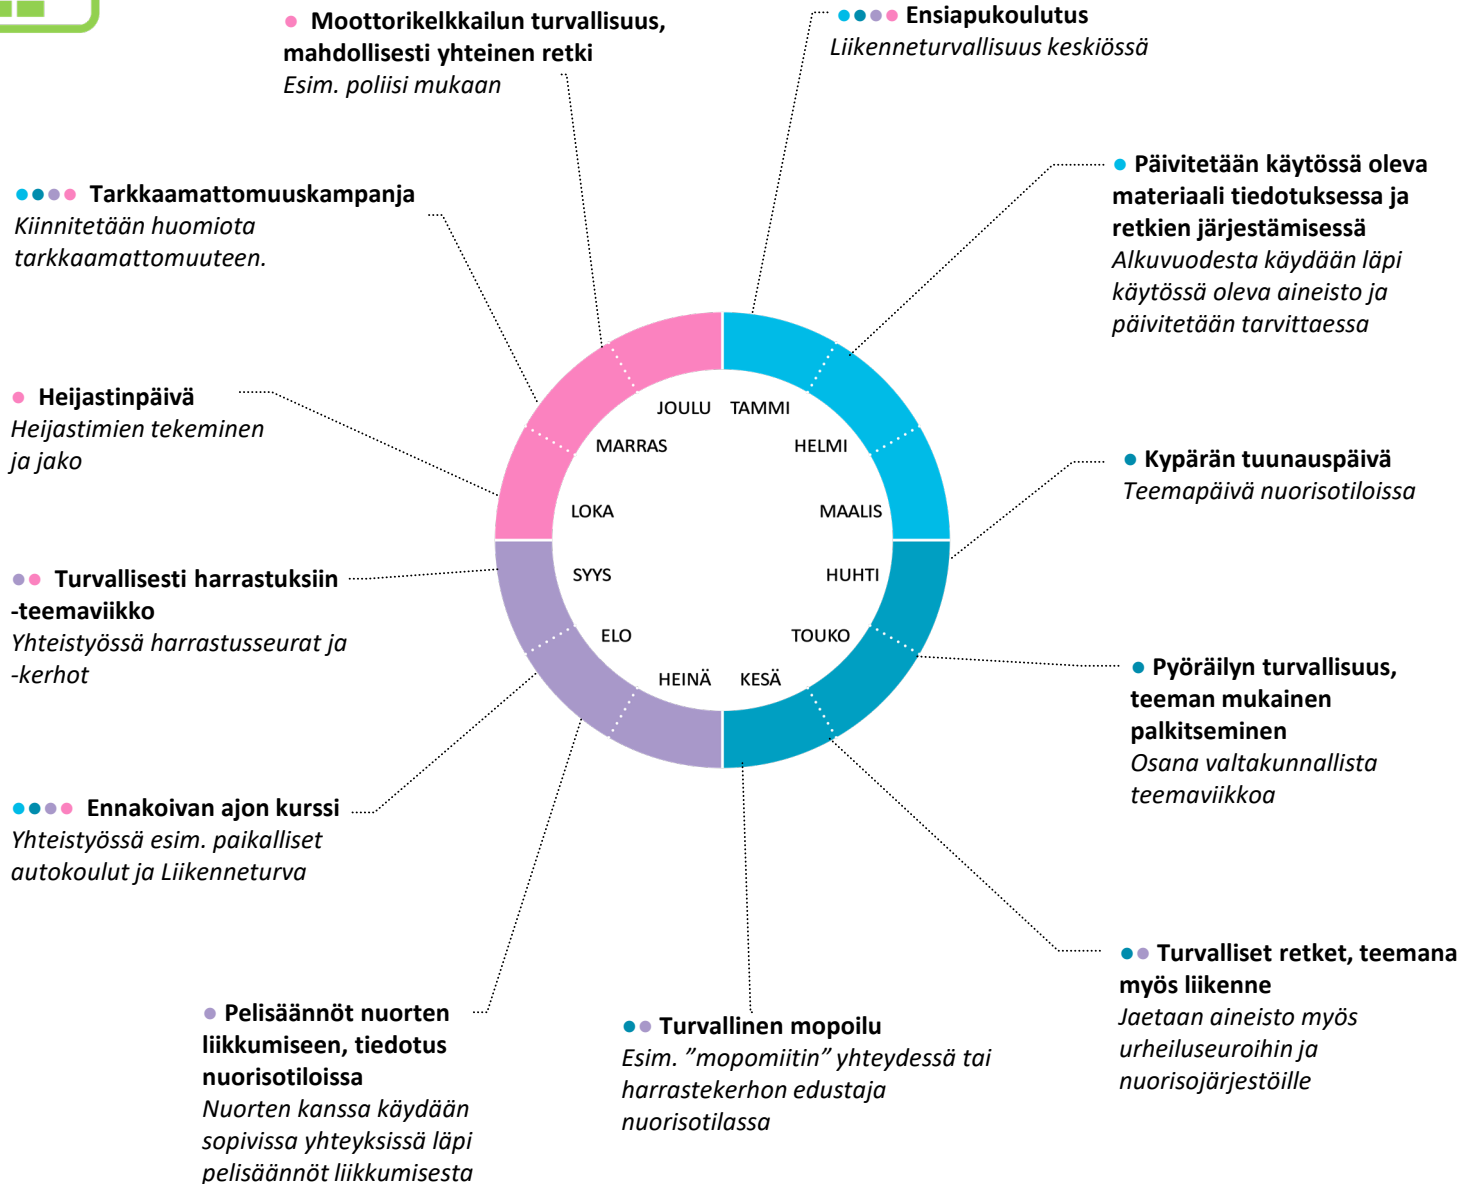 ● Moottorikelkkailun turvallisuus,
mahdollisesti yhteinen retki
Esim. poliisi mukaan
●●●● Ensiapukoulutus
Liikenneturvallisuus keskiössä
● Päivitetään käytössä oleva
materiaali tiedotuksessa ja
retkien järjestämisessä
Alkuvuodesta käydään läpi
käytössä oleva aineisto ja
päivitetään tarvittaessa
●●●● Tarkkaamattomuuskampanja
Kiinnitetään huomiota
tarkkaamattomuuteen.
● Heijastinpäivä
Heijastimien tekeminen
ja jako
JOULU
TAMMI
MARRAS
HELMI
LOKA
MAALIS
SYYS
HUHTI
ELO
TOUKO
HEINÄ
KESÄ
● Kypärän tuunauspäivä
Teemapäivä nuorisotiloissa
●● Turvallisesti harrastuksiin
-teemaviikko
Yhteistyössä harrastusseurat ja
-kerhot
● Pyöräilyn turvallisuus,
teeman mukainen
palkitseminen
Osana valtakunnallista
teemaviikkoa
●●●● Ennakoivan ajon kurssi
Yhteistyössä esim. paikalliset
autokoulut ja Liikenneturva
●● Turvalliset retket, teemana
myös liikenne
Jaetaan aineisto myös
urheiluseuroihin ja
nuorisojärjestöille
● Pelisäännöt nuorten
liikkumiseen, tiedotus
nuorisotiloissa
Nuorten kanssa käydään
sopivissa yhteyksissä läpi
pelisäännöt liikkumisesta
●● Turvallinen mopoilu
Esim. ”mopomiitin” yhteydessä tai
harrastekerhon edustaja
nuorisotilassa